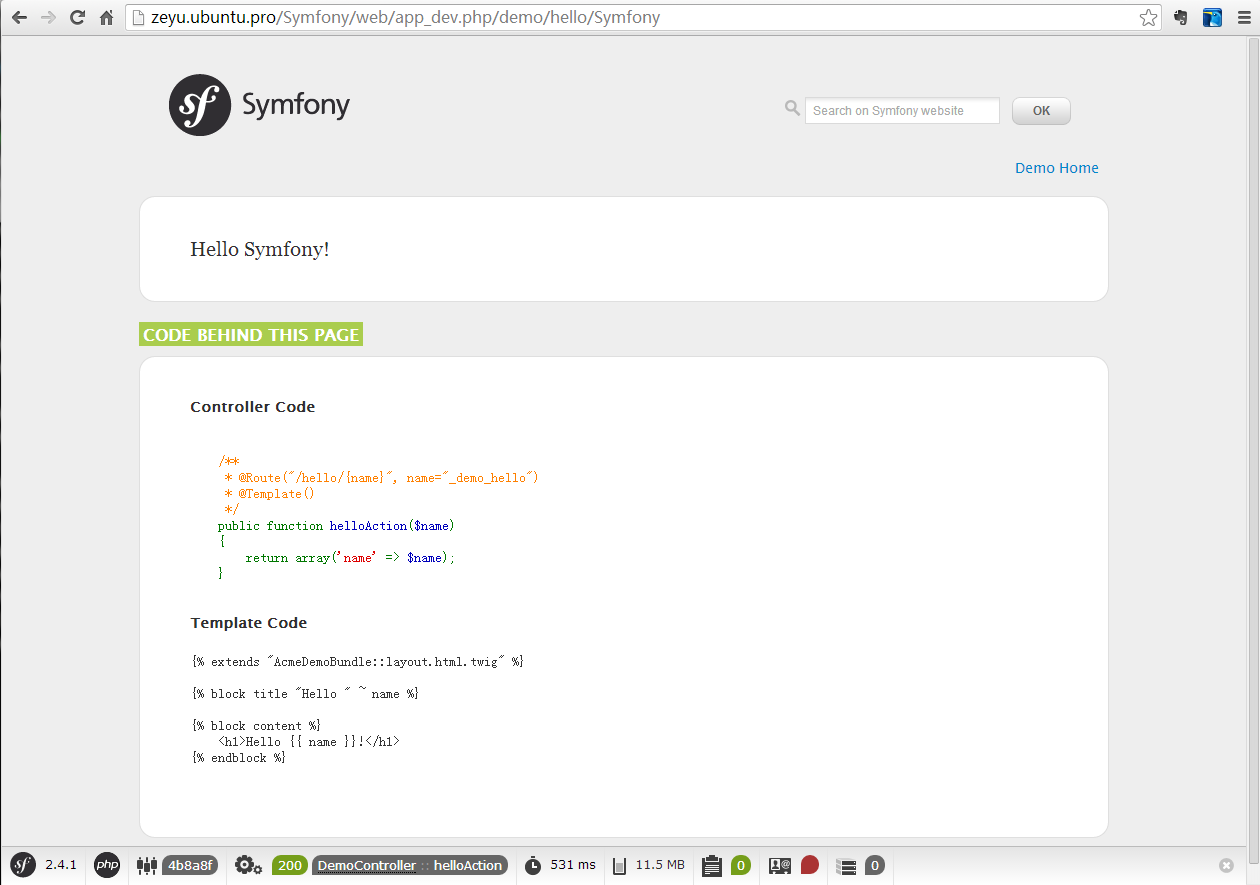 zeyu.ubuntu.pro/Symfony/web/app_dev.php/demo/hello/Symfony
sf Symfony
Search on Symfony website OK
Demo Home
Hello Symfony!
CODE BEHIND THIS PAGE
Controller Code
/**
* @Route("/hello/{name}", name="_demo_hello")
* @Template()
*/
public function helloAction($name)
{
return array('name' => $name);
}
Template Code
{% extends "AcmeDemoBundle::layout.html.twig" %}
{% block title "Hello " ~ name %}
{% block content %}
<h1>Hello {{ name }}!</h1>
{% endblock %}
sf 2.4.1 php 4b8a8f 200 DemoController :: helloAction 531 ms 11.5 MB 0 0